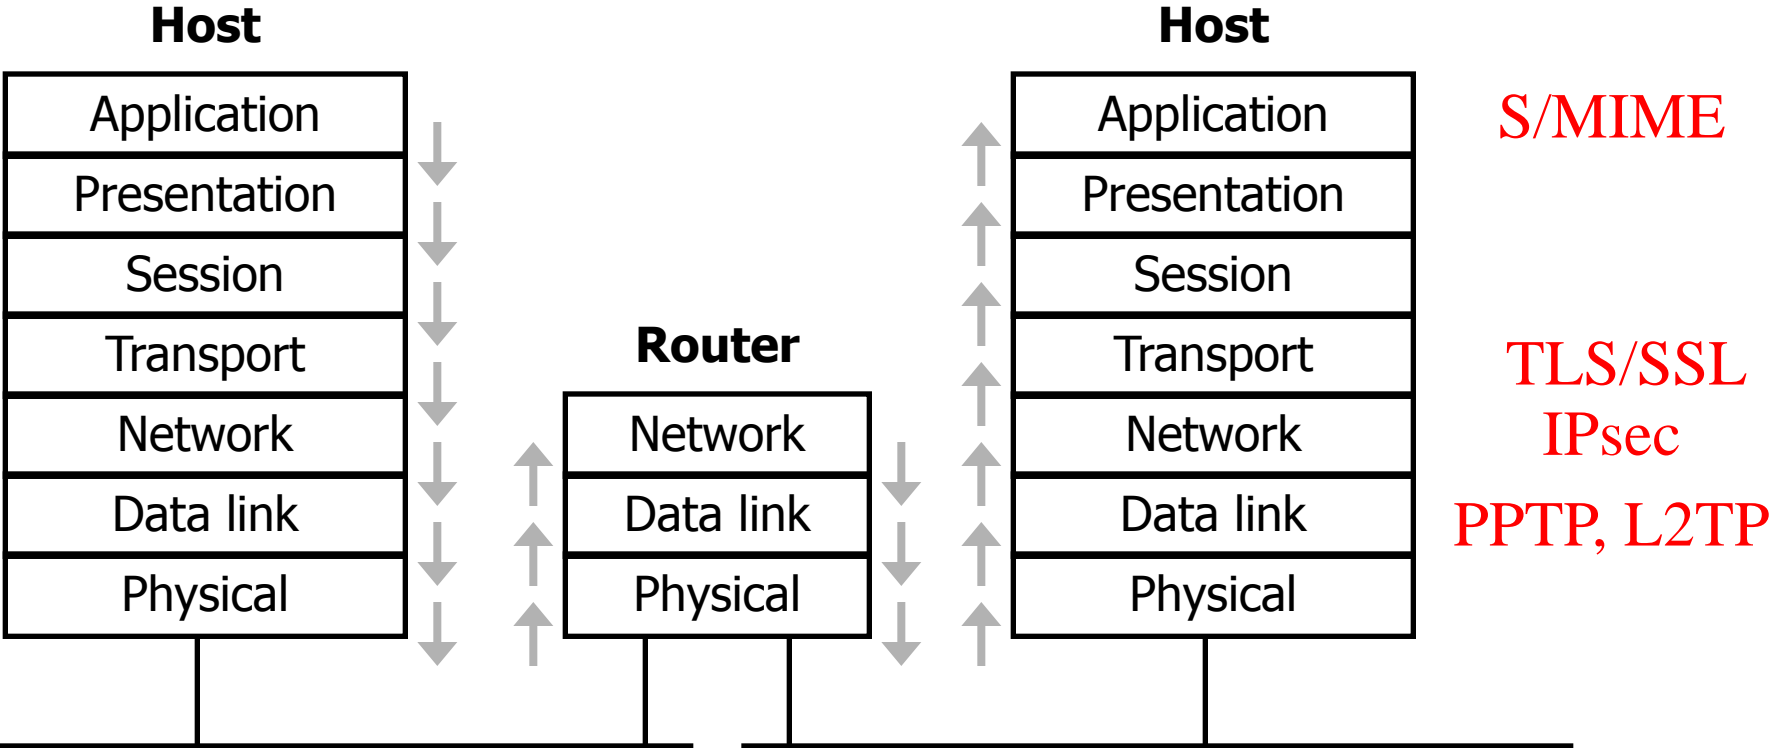 Host
Application
Presentation
Session
Transport
Network
Data link
Physical
Router
Network
Data link
Physical
Host
Application
Presentation
Session
Transport
Network
Data link
Physical
S/MIME
TLS/SSL
IPsec
PPTP, L2TP